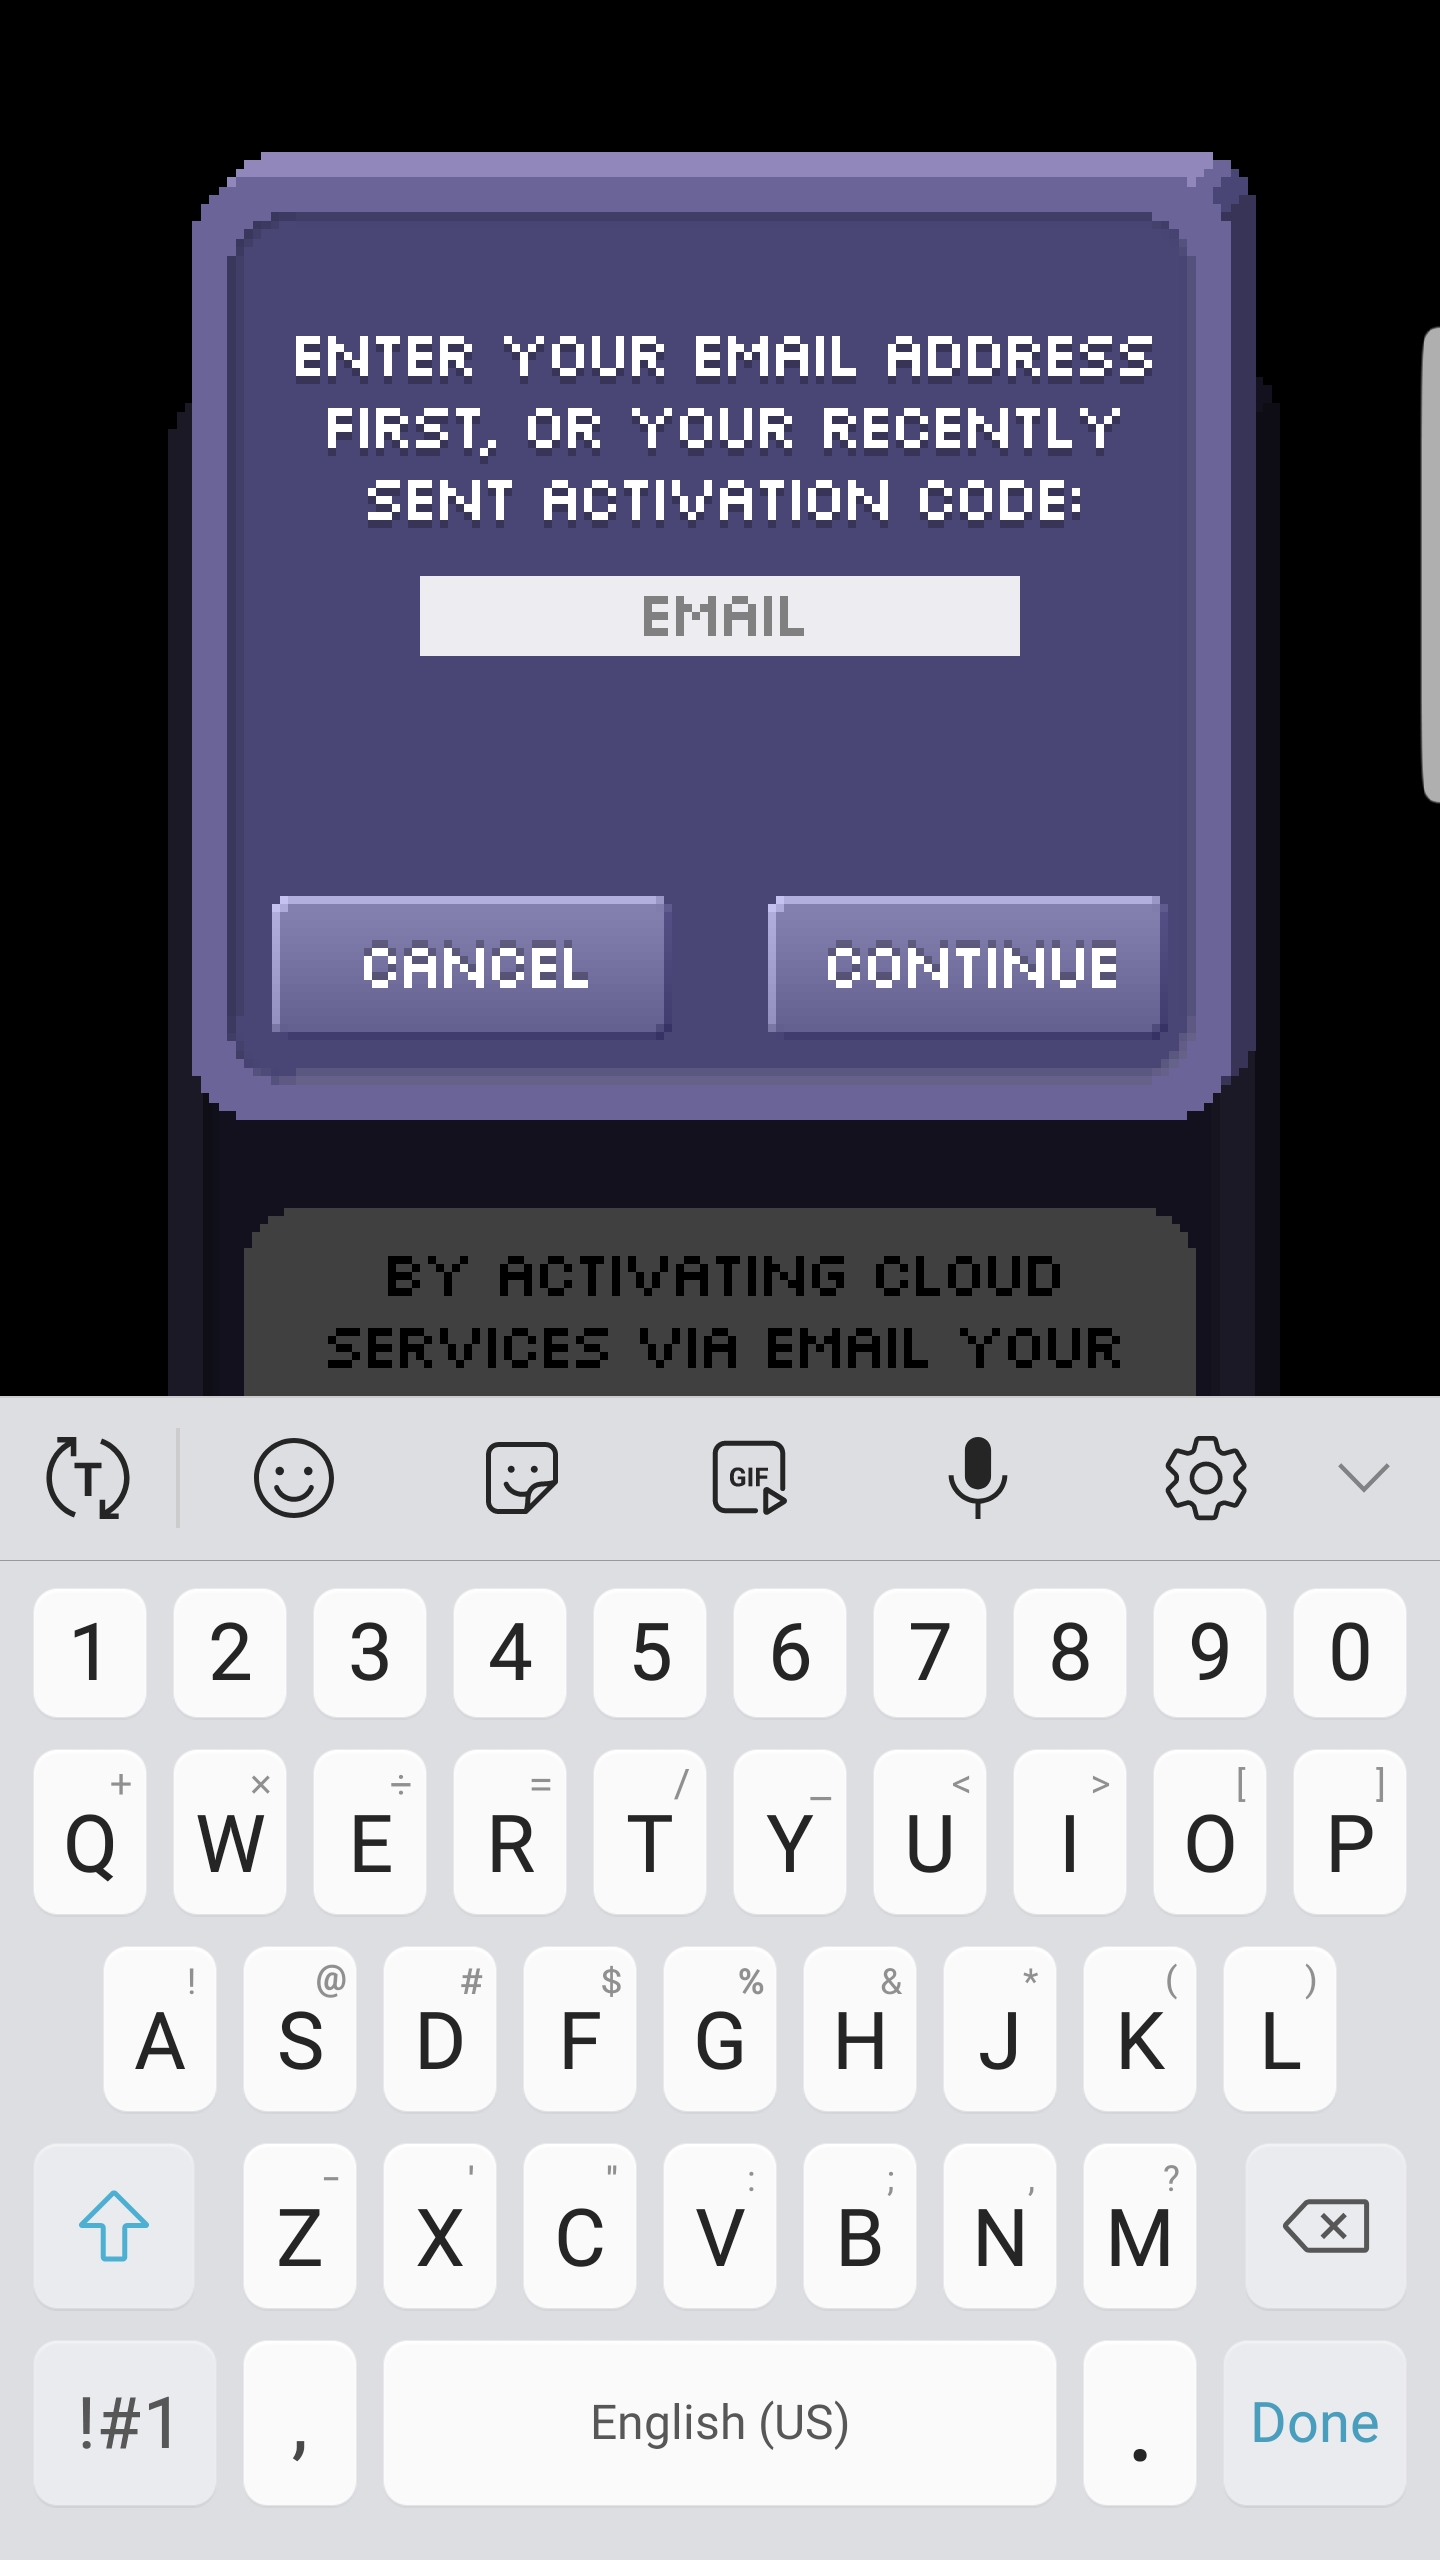 ENTER YOUR EMAIL ADDRESS
FIRST, OR YOUR RECENTLY
SENT ACTIVATION CODE:
EMAIL
CANCEL CONTINUE
BY ACTIVATING CLOUD
SERVICES VIA EMAIL YOUR
T GIF
1 2 3 4 5 6 7 8 9 0
+ × ÷ = / _ < > [ ]
Q W E R T Y U I O P
! @ # $ % & * ( )
A S D F G H J K L
- ' " : ; , ?
Z X C V B N M
!#1 , English (US) . Done